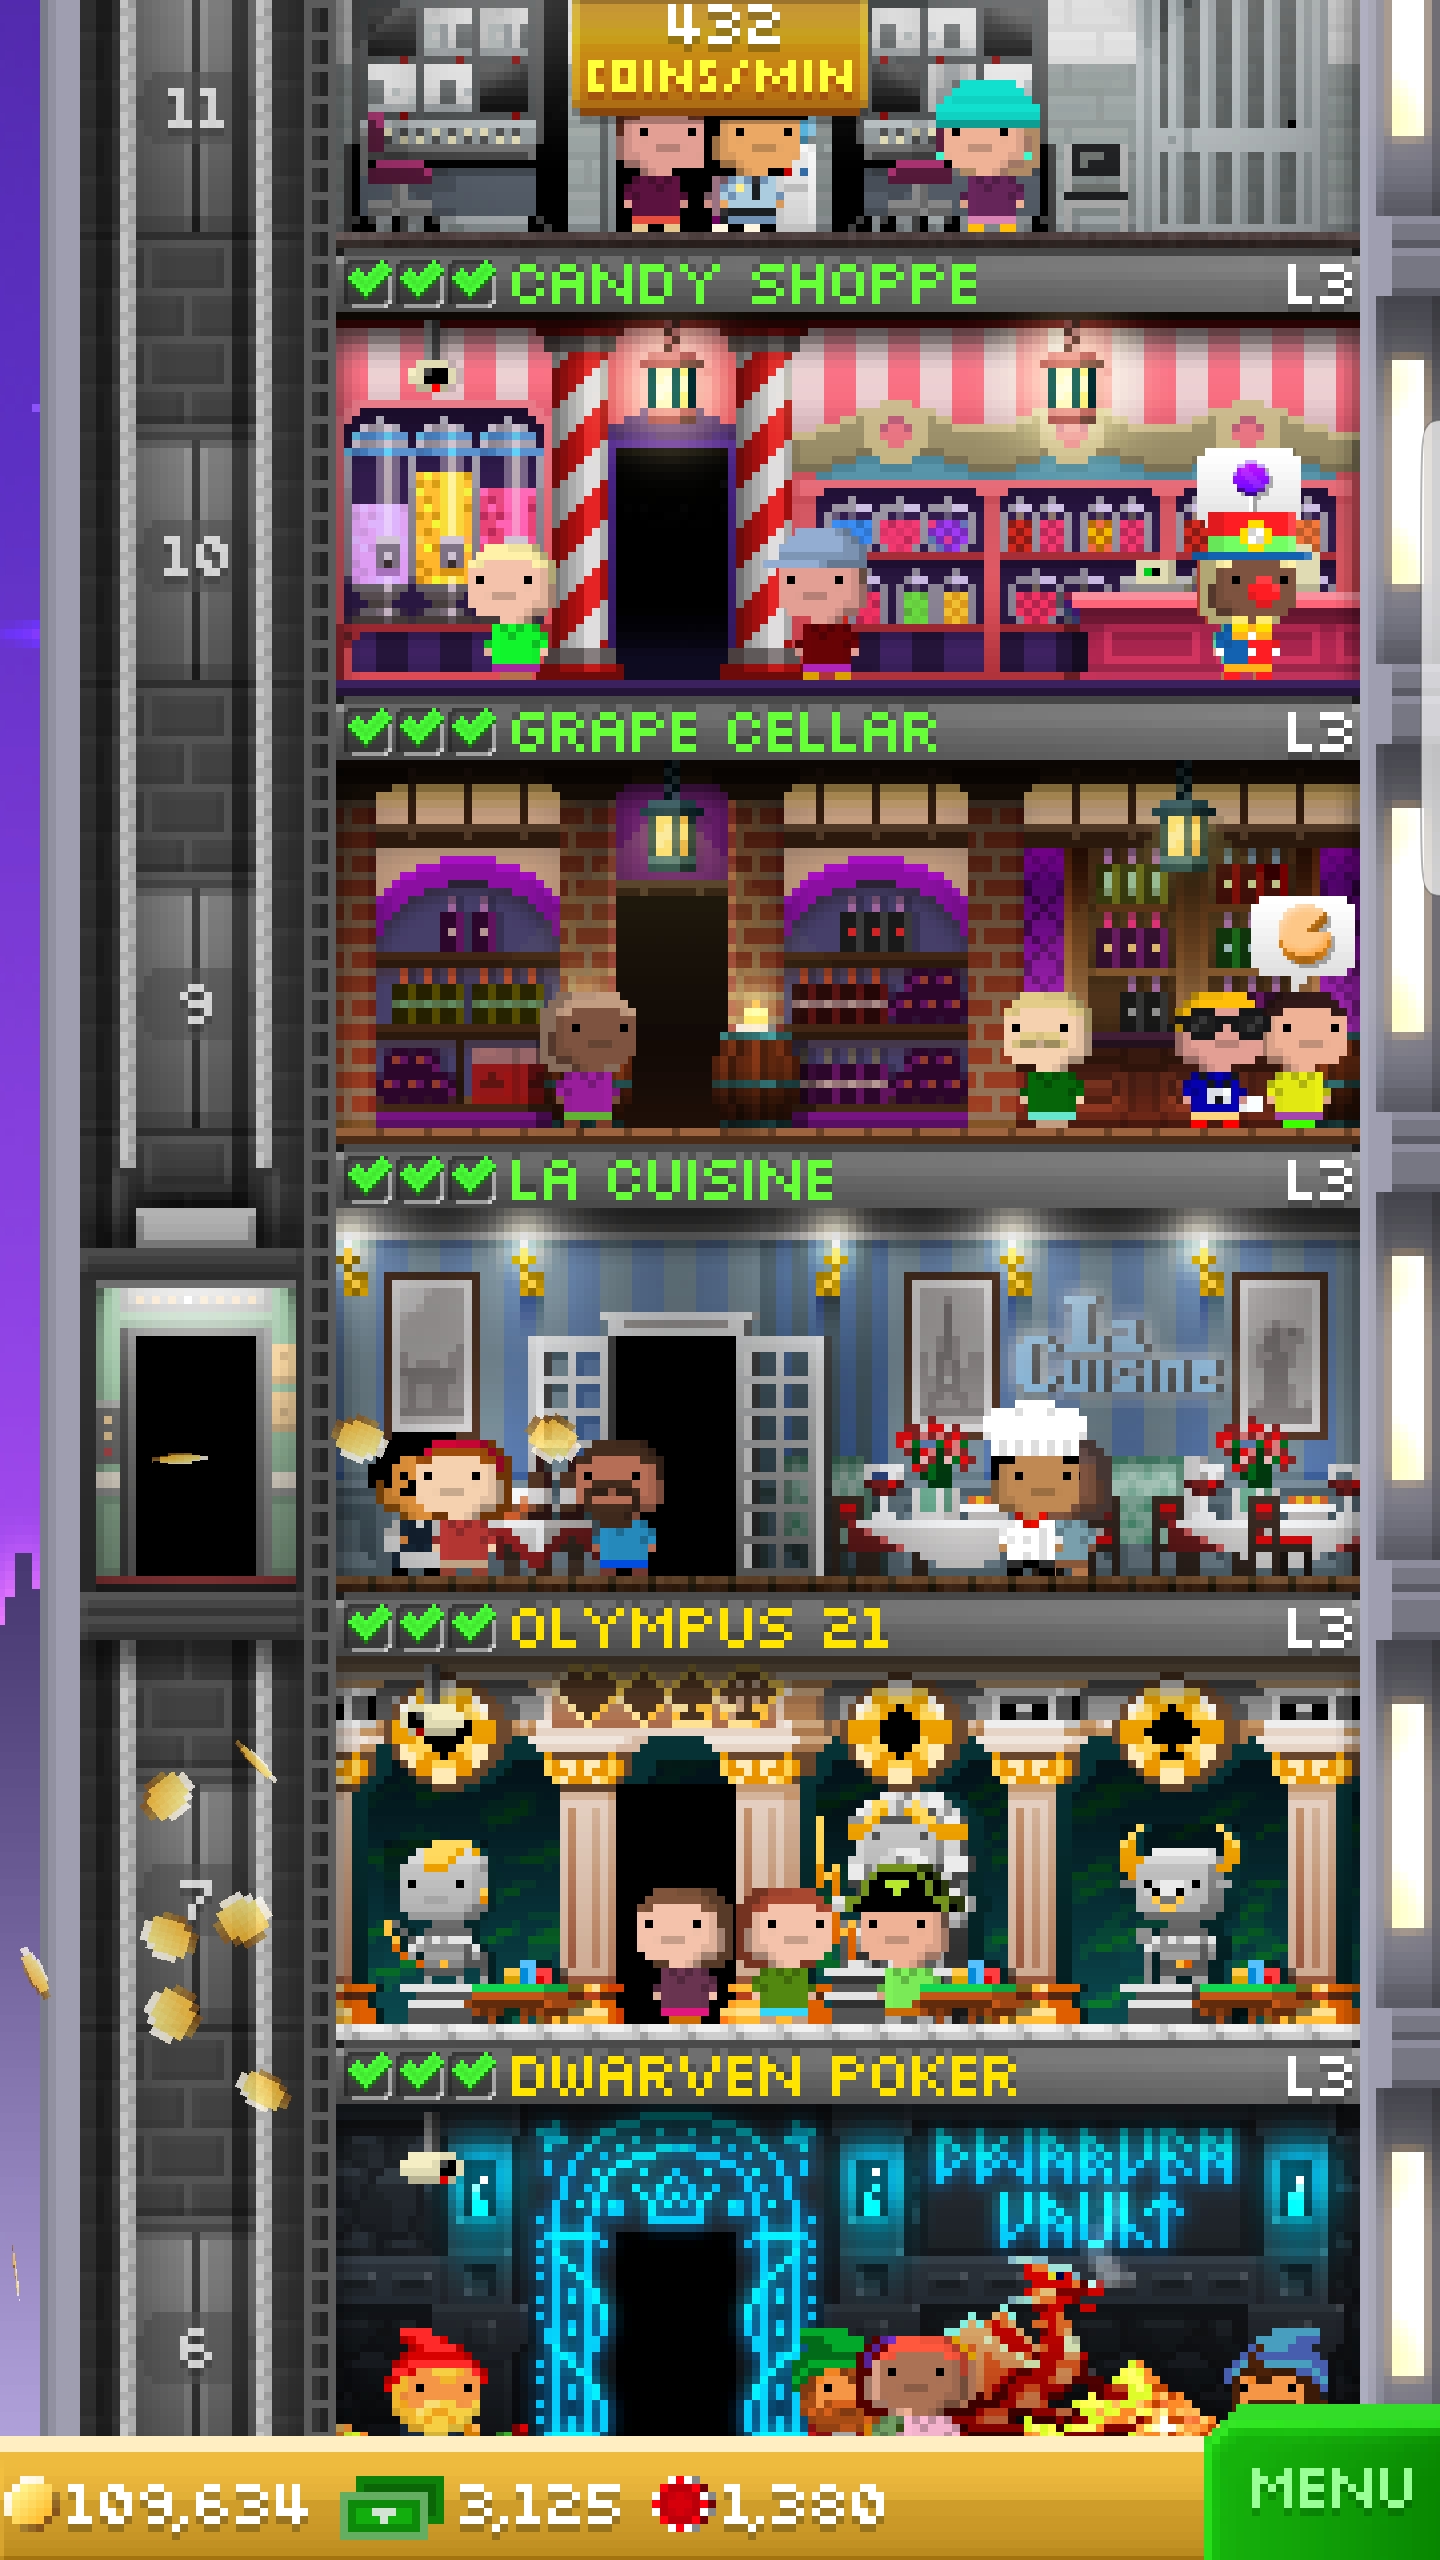 432
COINS/MIN
11
CANDY SHOPPE L3
10
GRAPE CELLAR L3
9
LA CUISINE L3
La
Cuisine
OLYMPUS 21 L3
7
DWARVEN POKER L3
DWARVEN
VAULT
6
109,634 3,125 1,380 MENU